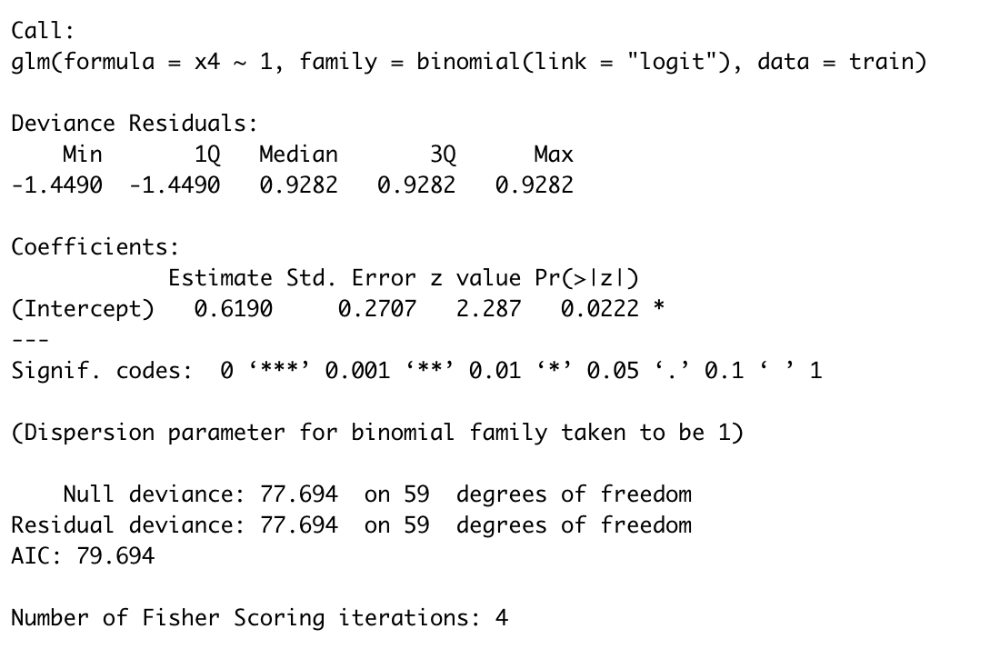 Call:
glm(formula = x4 ~ 1, family = binomial(link = "logit"), data = train)
Deviance Residuals:
    Min       1Q   Median       3Q      Max
-1.4490  -1.4490   0.9282   0.9282   0.9282
Coefficients:
            Estimate Std. Error z value Pr(>|z|)
(Intercept)   0.6190     0.2707   2.287   0.0222 *
---
Signif. codes:  0 ‘***’ 0.001 ‘**’ 0.01 ‘*’ 0.05 ‘.’ 0.1 ‘ ’ 1
(Dispersion parameter for binomial family taken to be 1)
    Null deviance: 77.694  on 59  degrees of freedom
Residual deviance: 77.694  on 59  degrees of freedom
AIC: 79.694
Number of Fisher Scoring iterations: 4